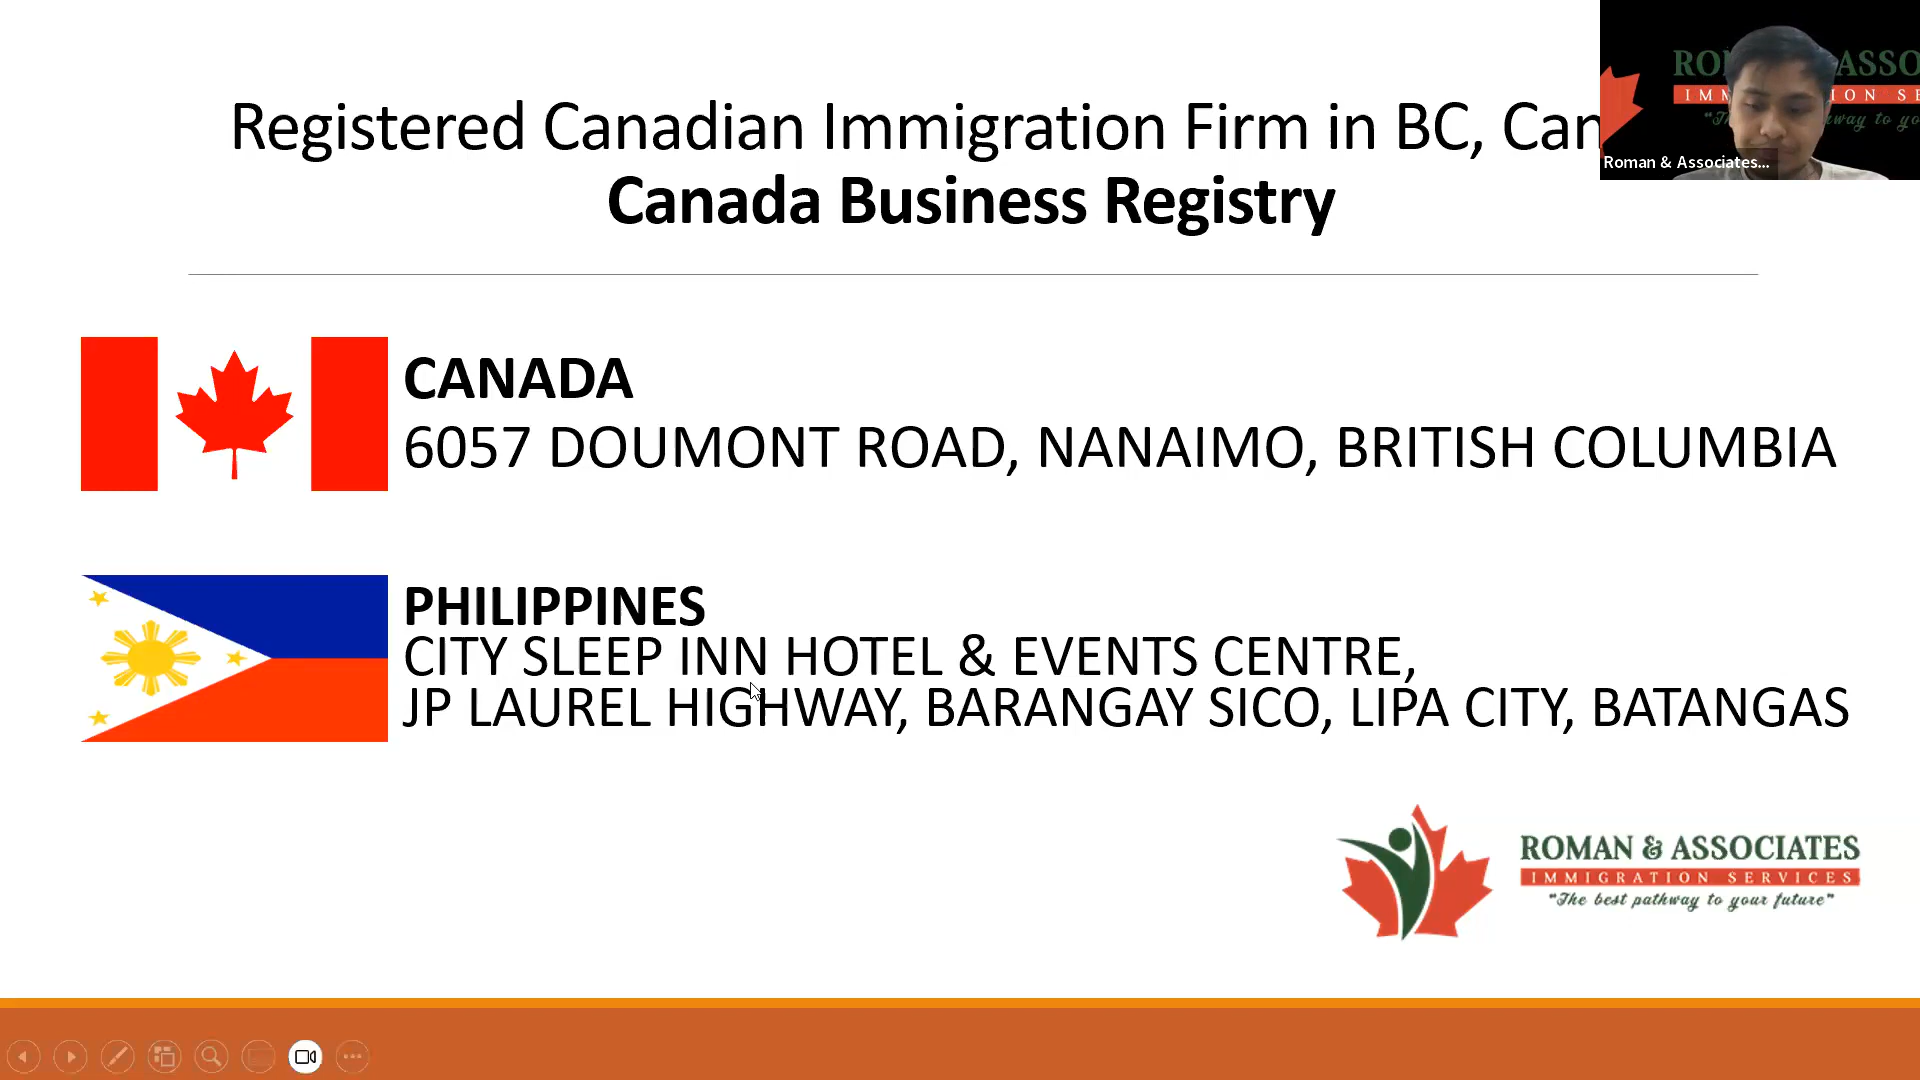 Registered Canadian Immigration Firm in BC, Can
Canada Business Registry
ASSO
Roman & Associates...
CANADA
6057 DOUMONT ROAD, NANAIMO, BRITISH COLUMBIA
PHILIPPINES
CITY SLEEP INN HOTEL & EVENTS CENTRE,
JP LAUREL HIGHWAY, BARANGAY SICO, LIPA CITY, BATANGAS
ROMAN & ASSOCIATES
IMMIGRATION SERVICES
"The best pathway to your future"